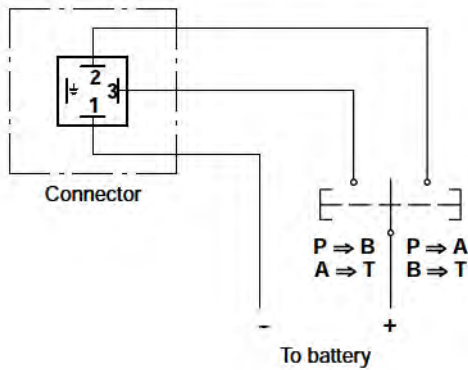 2
3
1
Connector
P ⇒ B P ⇒ A
A ⇒ T B ⇒ T
- +
To battery